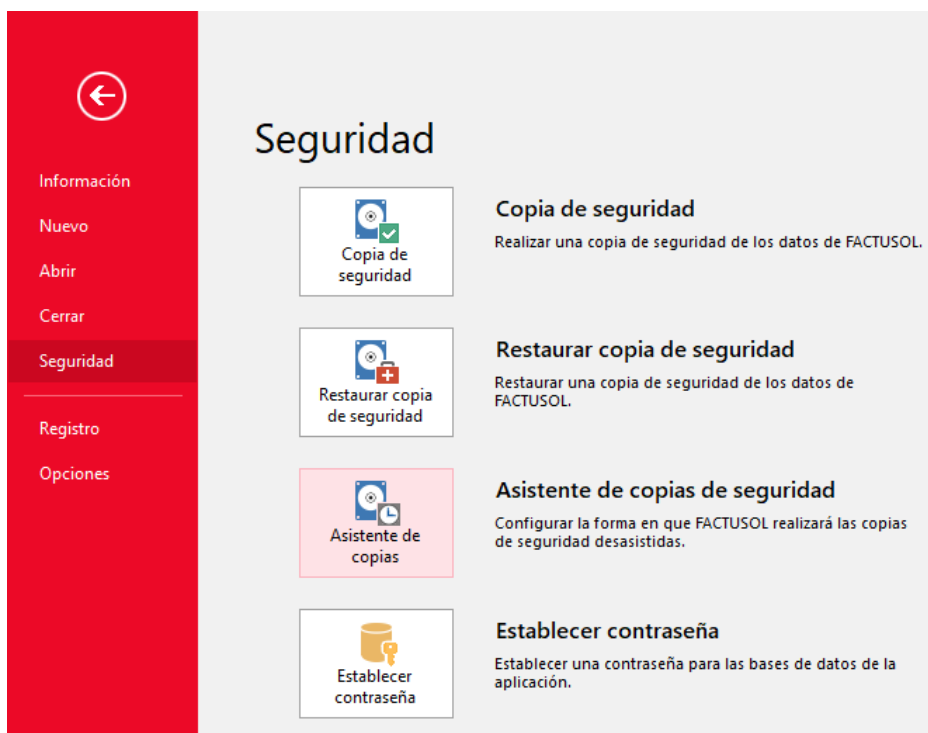 Información
Nuevo
Abrir
Cerrar
Seguridad
Registro
Opciones
Seguridad
Copia de
seguridad
Copia de seguridad
Realizar una copia de seguridad de los datos de FACTUSOL.
Restaurar copia
de seguridad
Restaurar copia de seguridad
Restaurar una copia de seguridad de los datos de
FACTUSOL.
Asistente de
copias
Asistente de copias de seguridad
Configurar la forma en que FACTUSOL realizará las copias
de seguridad desasistidas.
Establecer
contraseña
Establecer contraseña
Establecer una contraseña para las bases de datos de la
aplicación.